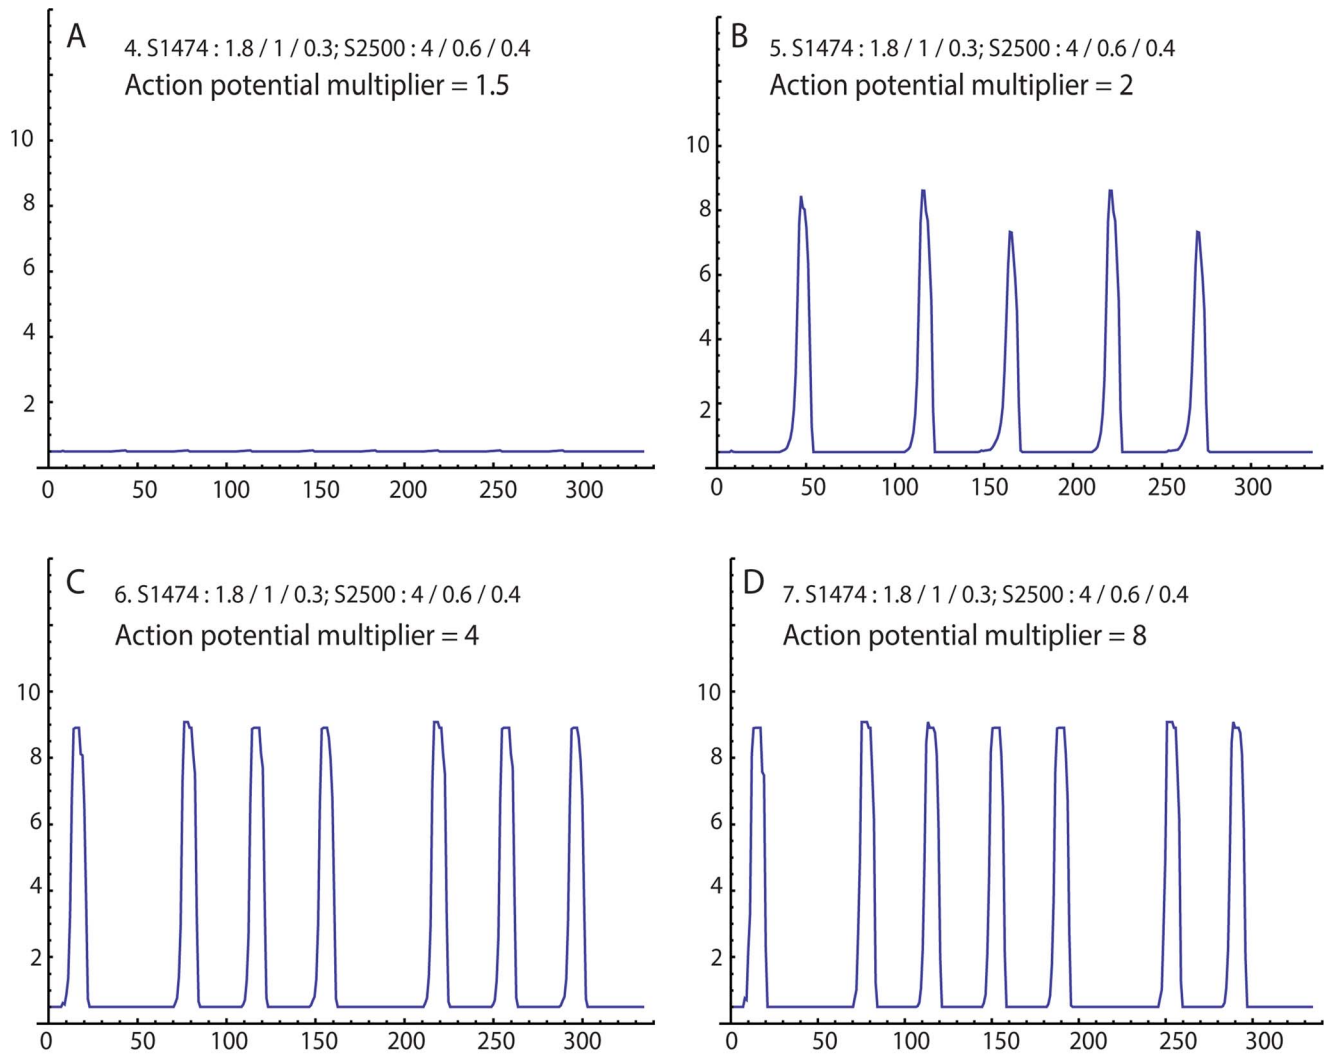 A
4. S1474 : 1.8 / 1 / 0.3; S2500 : 4 / 0.6 / 0.4
Action potential multiplier = 1.5
10
8
6
4
2
0 50 100 150 200 250 300
B
5. S1474 : 1.8 / 1 / 0.3; S2500 : 4 / 0.6 / 0.4
Action potential multiplier = 2
10
8
6
4
2
0 50 100 150 200 250 300
C
6. S1474 : 1.8 / 1 / 0.3; S2500 : 4 / 0.6 / 0.4
Action potential multiplier = 4
10
8
6
4
2
0 50 100 150 200 250 300
D
7. S1474 : 1.8 / 1 / 0.3; S2500 : 4 / 0.6 / 0.4
Action potential multiplier = 8
10
8
6
4
2
0 50 100 150 200 250 300